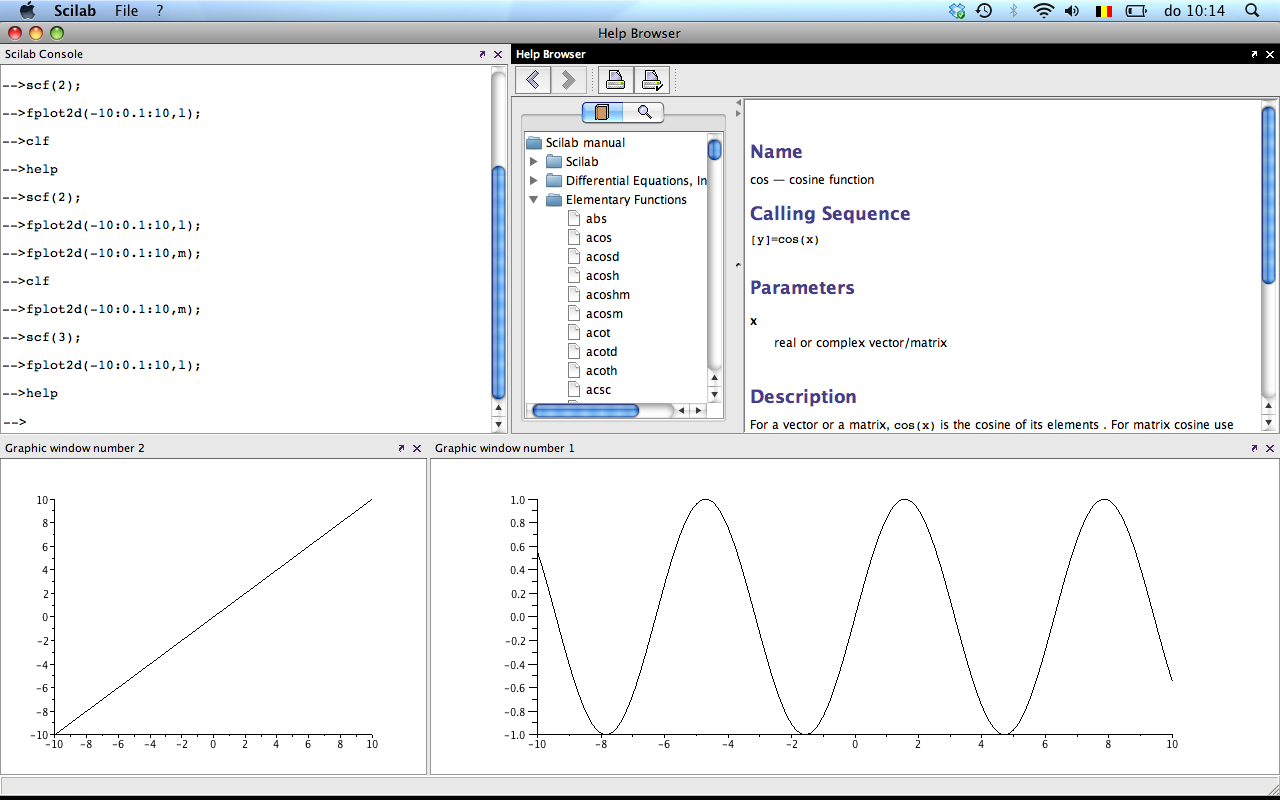 Scilab File ? do 10:14
Help Browser
Scilab Console
-->scf(2);
-->fplot2d(-10:0.1:10,l);
-->clf
-->help
-->scf(2);
-->fplot2d(-10:0.1:10,l);
-->fplot2d(-10:0.1:10,m);
-->clf
-->fplot2d(-10:0.1:10,m);
-->scf(3);
-->fplot2d(-10:0.1:10,l);
-->help
-->
Help Browser
Scilab manual
Scilab
Differential Equations, In
Elementary Functions
abs
acos
acosd
acosh
acoshm
acosm
acot
acotd
acoth
acsc
Name
cos — cosine function
Calling Sequence
[y]=cos(x)
Parameters
x
real or complex vector/matrix
Description
For a vector or a matrix, cos(x) is the cosine of its elements . For matrix cosine use
Graphic window number 2
10
8
6
4
2
0
-2
-4
-6
-8
-10
-10 -8 -6 -4 -2 0 2 4 6 8 10
Graphic window number 1
1.0
0.8
0.6
0.4
0.2
0.0
-0.2
-0.4
-0.6
-0.8
-1.0
-10 -8 -6 -4 -2 0 2 4 6 8 10